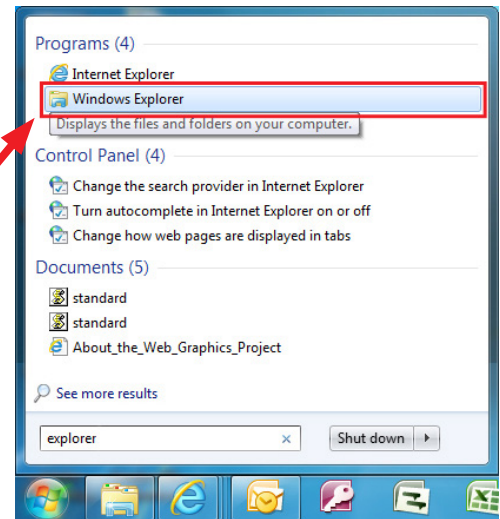 Programs (4)
Internet Explorer
Windows Explorer
Displays the files and folders on your computer.
Control Panel (4)
Change the search provider in Internet Explorer
Turn autocomplete in Internet Explorer on or off
Change how web pages are displayed in tabs
Documents (5)
standard
standard
About_the_Web_Graphics_Project
See more results
explorer
Shut down